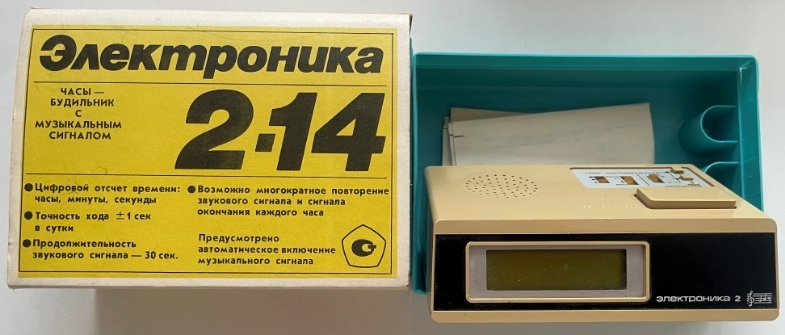 Электроника
ЧАСЫ —
БУДИЛЬНИК
С
МУЗЫКАЛЬНЫМ
СИГНАЛОМ
2·14
● Цифровой отсчет времени:
часы, минуты, секунды
● Точность хода ±1 сек
в сутки
● Продолжительность
звукового сигнала — 30 сек.
● Возможно многократное повторение
звукового сигнала и сигнала
окончания каждого часа
Предусмотрено
автоматическое включение
музыкального сигнала
электроника 2